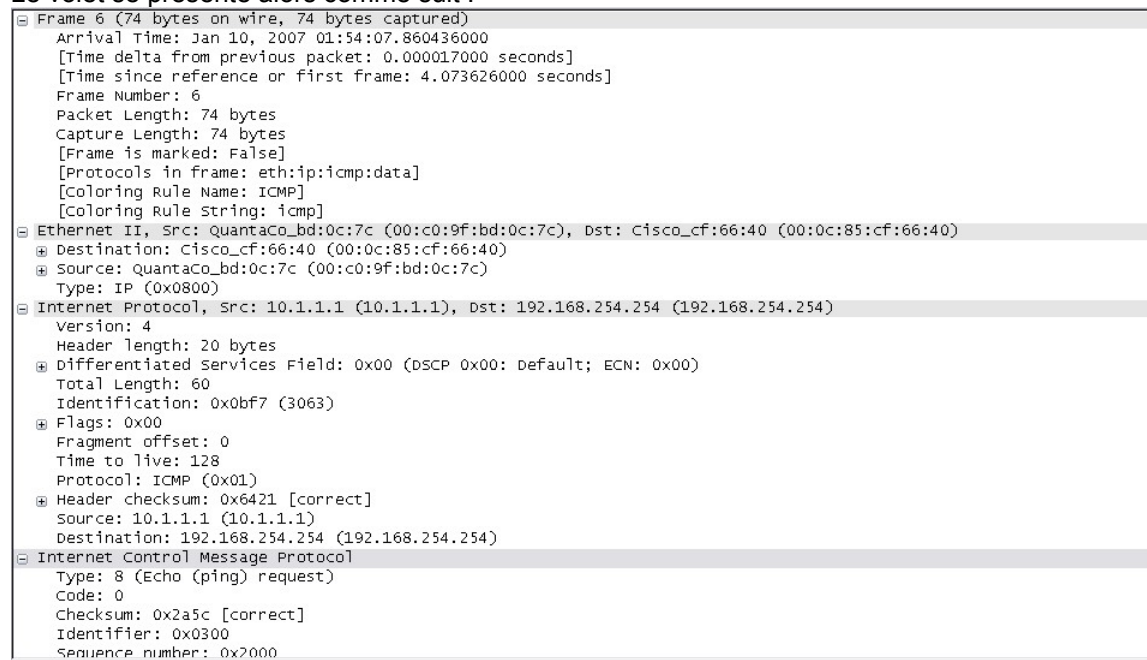 Le volet se présente alors comme suit :
Frame 6 (74 bytes on wire, 74 bytes captured)
Arrival Time: Jan 10, 2007 01:54:07.860436000
[Time delta from previous packet: 0.000017000 seconds]
[Time since reference or first frame: 4.073626000 seconds]
Frame Number: 6
Packet Length: 74 bytes
Capture Length: 74 bytes
[Frame is marked: False]
[Protocols in frame: eth:ip:icmp:data]
[Coloring Rule Name: ICMP]
[Coloring Rule String: icmp]
Ethernet II, Src: QuantaCo_bd:0c:7c (00:c0:9f:bd:0c:7c), Dst: Cisco_cf:66:40 (00:0c:85:cf:66:40)
Destination: Cisco_cf:66:40 (00:0c:85:cf:66:40)
Source: QuantaCo_bd:0c:7c (00:c0:9f:bd:0c:7c)
Type: IP (0x0800)
Internet Protocol, Src: 10.1.1.1 (10.1.1.1), Dst: 192.168.254.254 (192.168.254.254)
Version: 4
Header length: 20 bytes
Differentiated Services Field: 0x00 (DSCP 0x00: Default; ECN: 0x00)
Total Length: 60
Identification: 0x0bf7 (3063)
Flags: 0x00
Fragment offset: 0
Time to live: 128
Protocol: ICMP (0x01)
Header checksum: 0x6421 [correct]
Source: 10.1.1.1 (10.1.1.1)
Destination: 192.168.254.254 (192.168.254.254)
Internet Control Message Protocol
Type: 8 (Echo (ping) request)
Code: 0
Checksum: 0x2a5c [correct]
Identifier: 0x0300
Sequence number: 0x2000